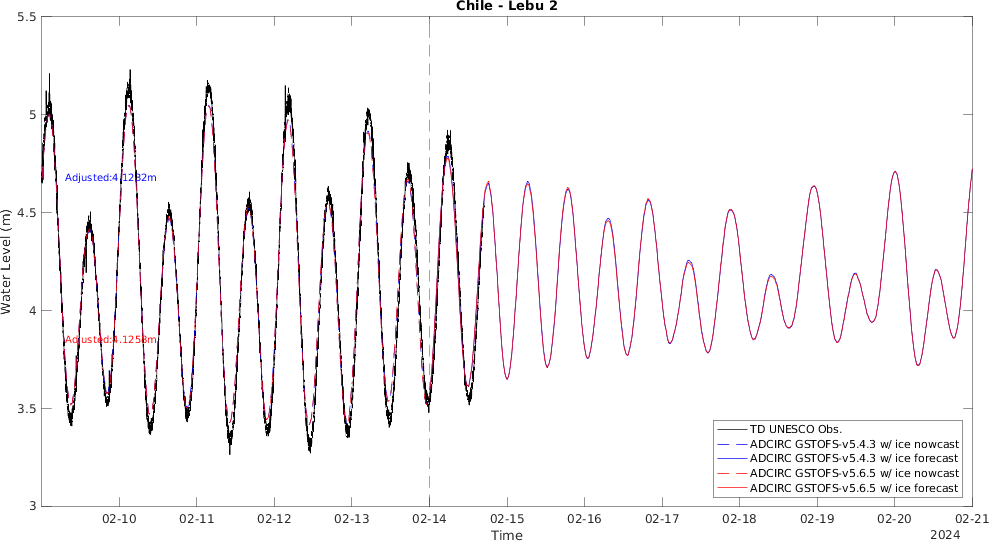 Chile - Lebu 2
5.5
5
4.5
4
3.5
3
Water Level (m)
Adjusted:4.1282m
Adjusted:4.1258m
TD UNESCO Obs.
ADCIRC GSTOFS-v5.4.3 w/ ice nowcast
ADCIRC GSTOFS-v5.4.3 w/ ice forecast
ADCIRC GSTOFS-v5.6.5 w/ ice nowcast
ADCIRC GSTOFS-v5.6.5 w/ ice forecast
02-10 02-11 02-12 02-13 02-14 02-15 02-16 02-17 02-18 02-19 02-20 02-21
Time
2024